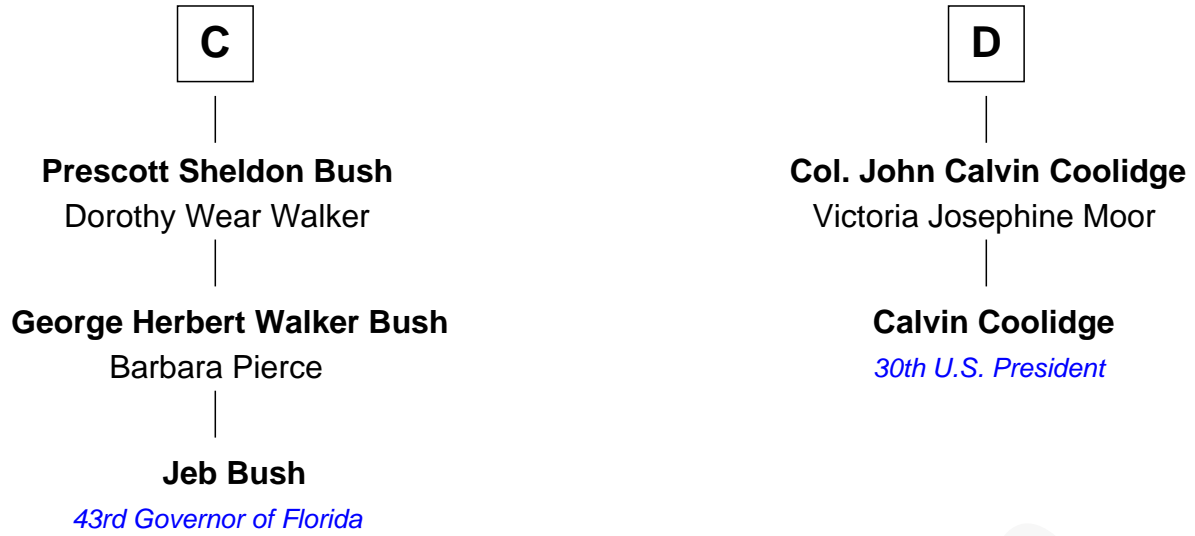 C
Prescott Sheldon Bush
Dorothy Wear Walker
George Herbert Walker Bush
Barbara Pierce
Jeb Bush
43rd Governor of Florida
D
Col. John Calvin Coolidge
Victoria Josephine Moor
Calvin Coolidge
30th U.S. President